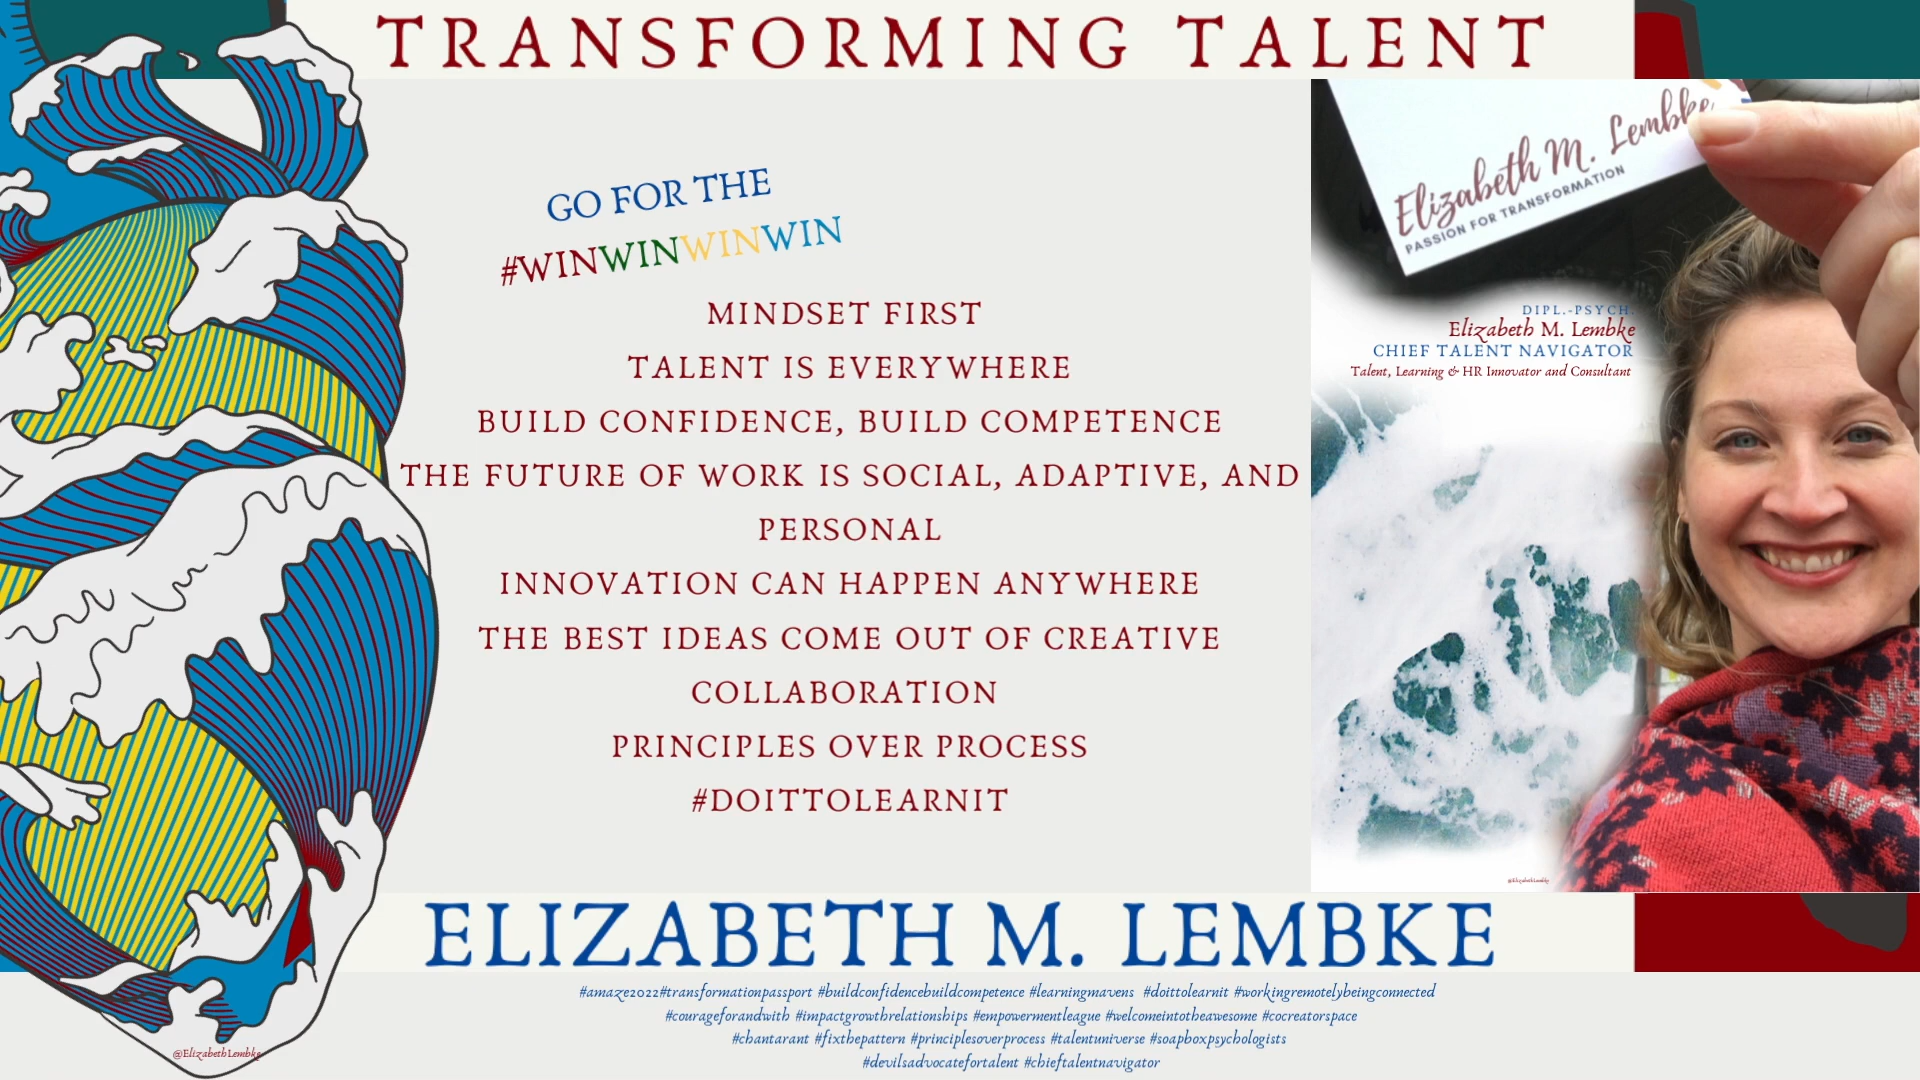 TRANSFORMING TALENT
GO FOR THE
#WINWINWINWIN
MINDSET FIRST
TALENT IS EVERYWHERE
BUILD CONFIDENCE, BUILD COMPETENCE
THE FUTURE OF WORK IS SOCIAL, ADAPTIVE, AND
PERSONAL
INNOVATION CAN HAPPEN ANYWHERE
THE BEST IDEAS COME OUT OF CREATIVE
COLLABORATION
PRINCIPLES OVER PROCESS
#DOITTOLEARNIT
Elizabeth M. Lembke
PASSION FOR TRANSFORMATION
DIPL.-PSYCH.
Elizabeth M. Lembke
CHIEF TALENT NAVIGATOR
Talent, Learning & HR Innovator and Consultant
@ElizabethLembke
ELIZABETH M. LEMBKE
#amaze2022#transformationpassport #buildconfidencebuildcompetence #learningmavens #doittolearnit #workingremotelybeingconnected
#courageforandwith #impactgrowthrelationships #empowermentleague #welcomeintotheawesome #cocreatorspace
#chantarant #fixthepattern #principlesoverprocess #talentuniverse #soapboxpsychologists
#devilsadvocatefortalent #chieftalentnavigator
@ElizabethLembke